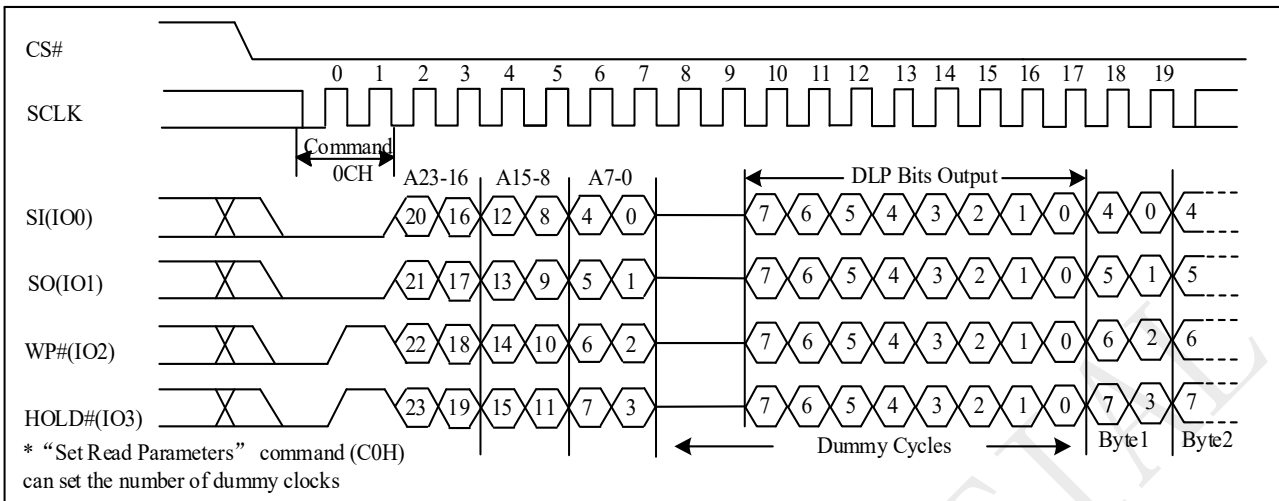 CS#
0 1 2 3 4 5 6 7 8 9 10 11 12 13 14 15 16 17 18 19
SCLK
Command
0CH
A23-16 A15-8 A7-0 DLP Bits Output
SI(IO0) 20 16 12 8 4 0 7 6 5 4 3 2 1 0 4 0 4
SO(IO1) 21 17 13 9 5 1 7 6 5 4 3 2 1 0 5 1 5
WP#(IO2) 22 18 14 10 6 2 7 6 5 4 3 2 1 0 6 2 6
HOLD#(IO3) 23 19 15 11 7 3 7 6 5 4 3 2 1 0 7 3 7
Dummy Cycles Byte1 Byte2
* “Set Read Parameters” command (C0H)
can set the number of dummy clocks